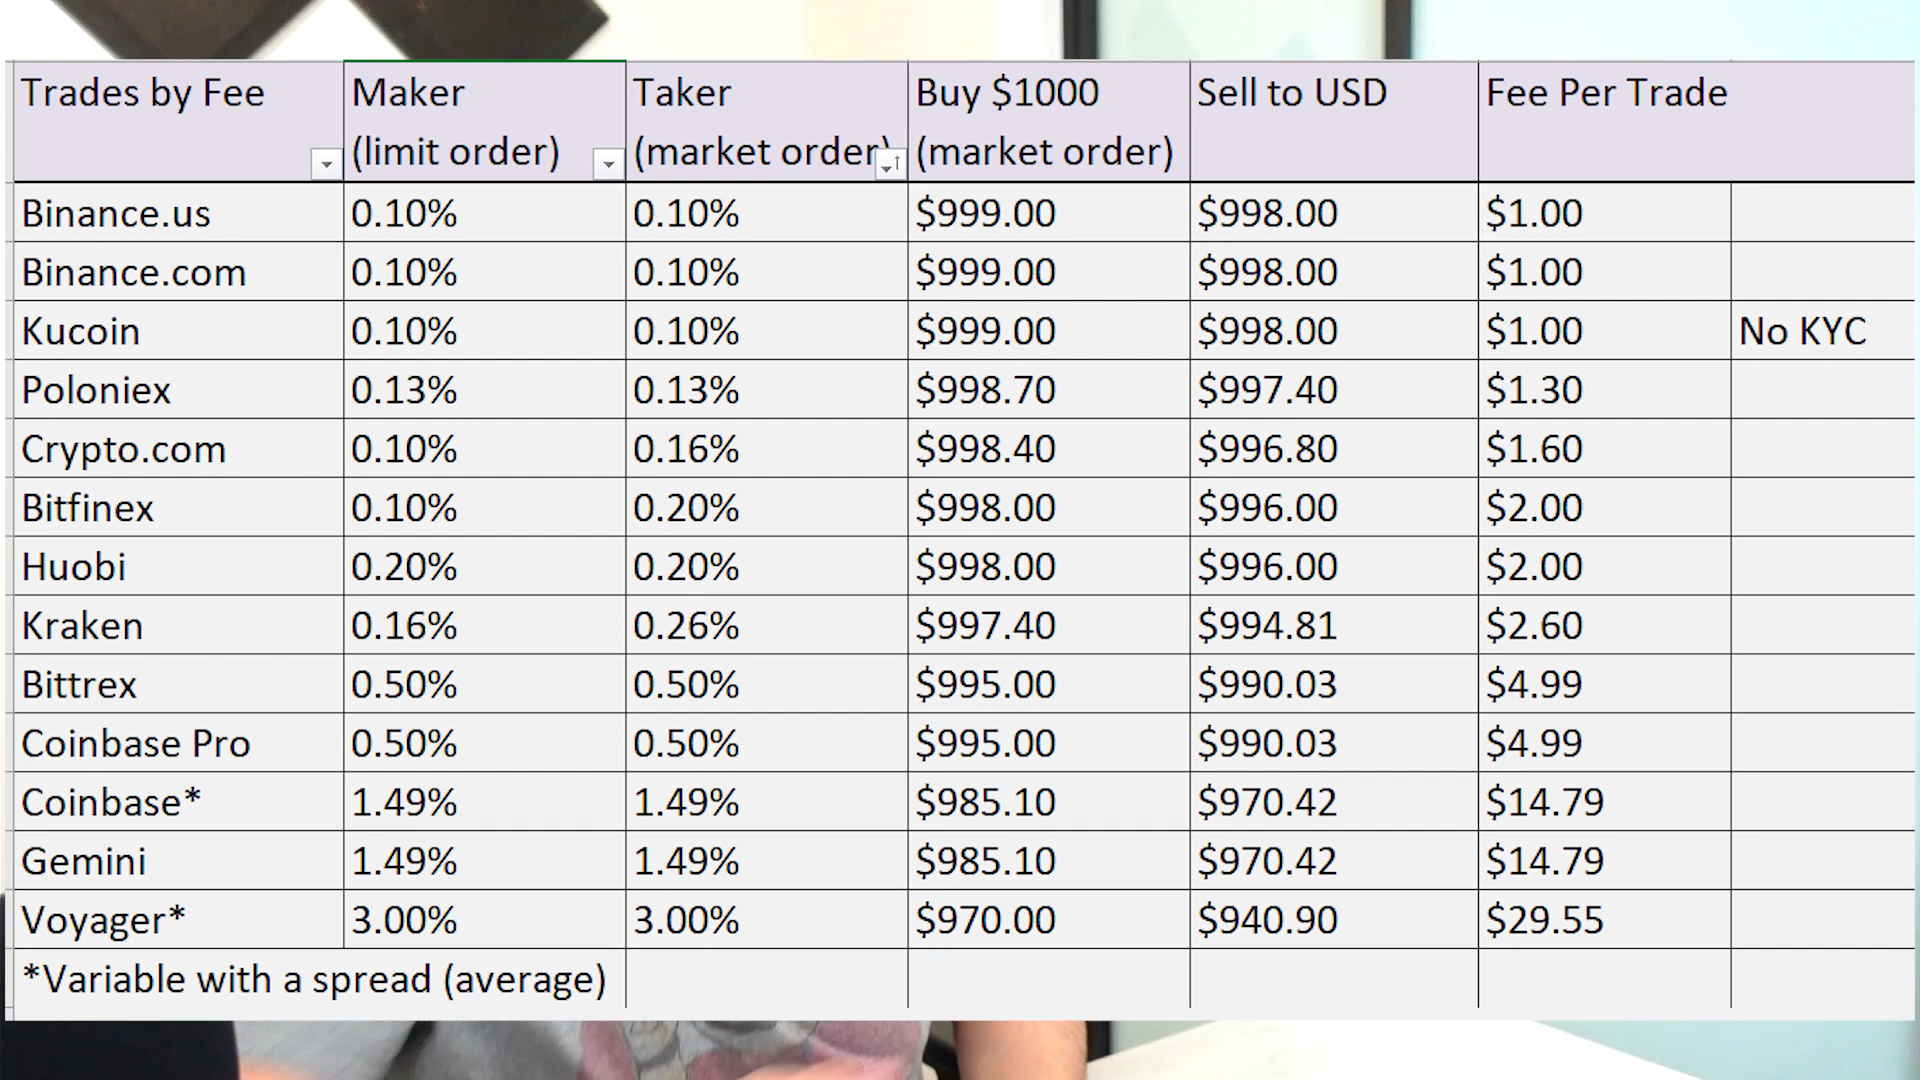 Trades by Fee Maker (limit order) Taker (market order) Buy $1000 (market order) Sell to USD Fee Per Trade
Binance.us 0.10% 0.10% $999.00 $998.00 $1.00
Binance.com 0.10% 0.10% $999.00 $998.00 $1.00
Kucoin 0.10% 0.10% $999.00 $998.00 $1.00 No KYC
Poloniex 0.13% 0.13% $998.70 $997.40 $1.30
Crypto.com 0.10% 0.16% $998.40 $996.80 $1.60
Bitfinex 0.10% 0.20% $998.00 $996.00 $2.00
Huobi 0.20% 0.20% $998.00 $996.00 $2.00
Kraken 0.16% 0.26% $997.40 $994.81 $2.60
Bittrex 0.50% 0.50% $995.00 $990.03 $4.99
Coinbase Pro 0.50% 0.50% $995.00 $990.03 $4.99
Coinbase* 1.49% 1.49% $985.10 $970.42 $14.79
Gemini 1.49% 1.49% $985.10 $970.42 $14.79
Voyager* 3.00% 3.00% $970.00 $940.90 $29.55
*Variable with a spread (average)